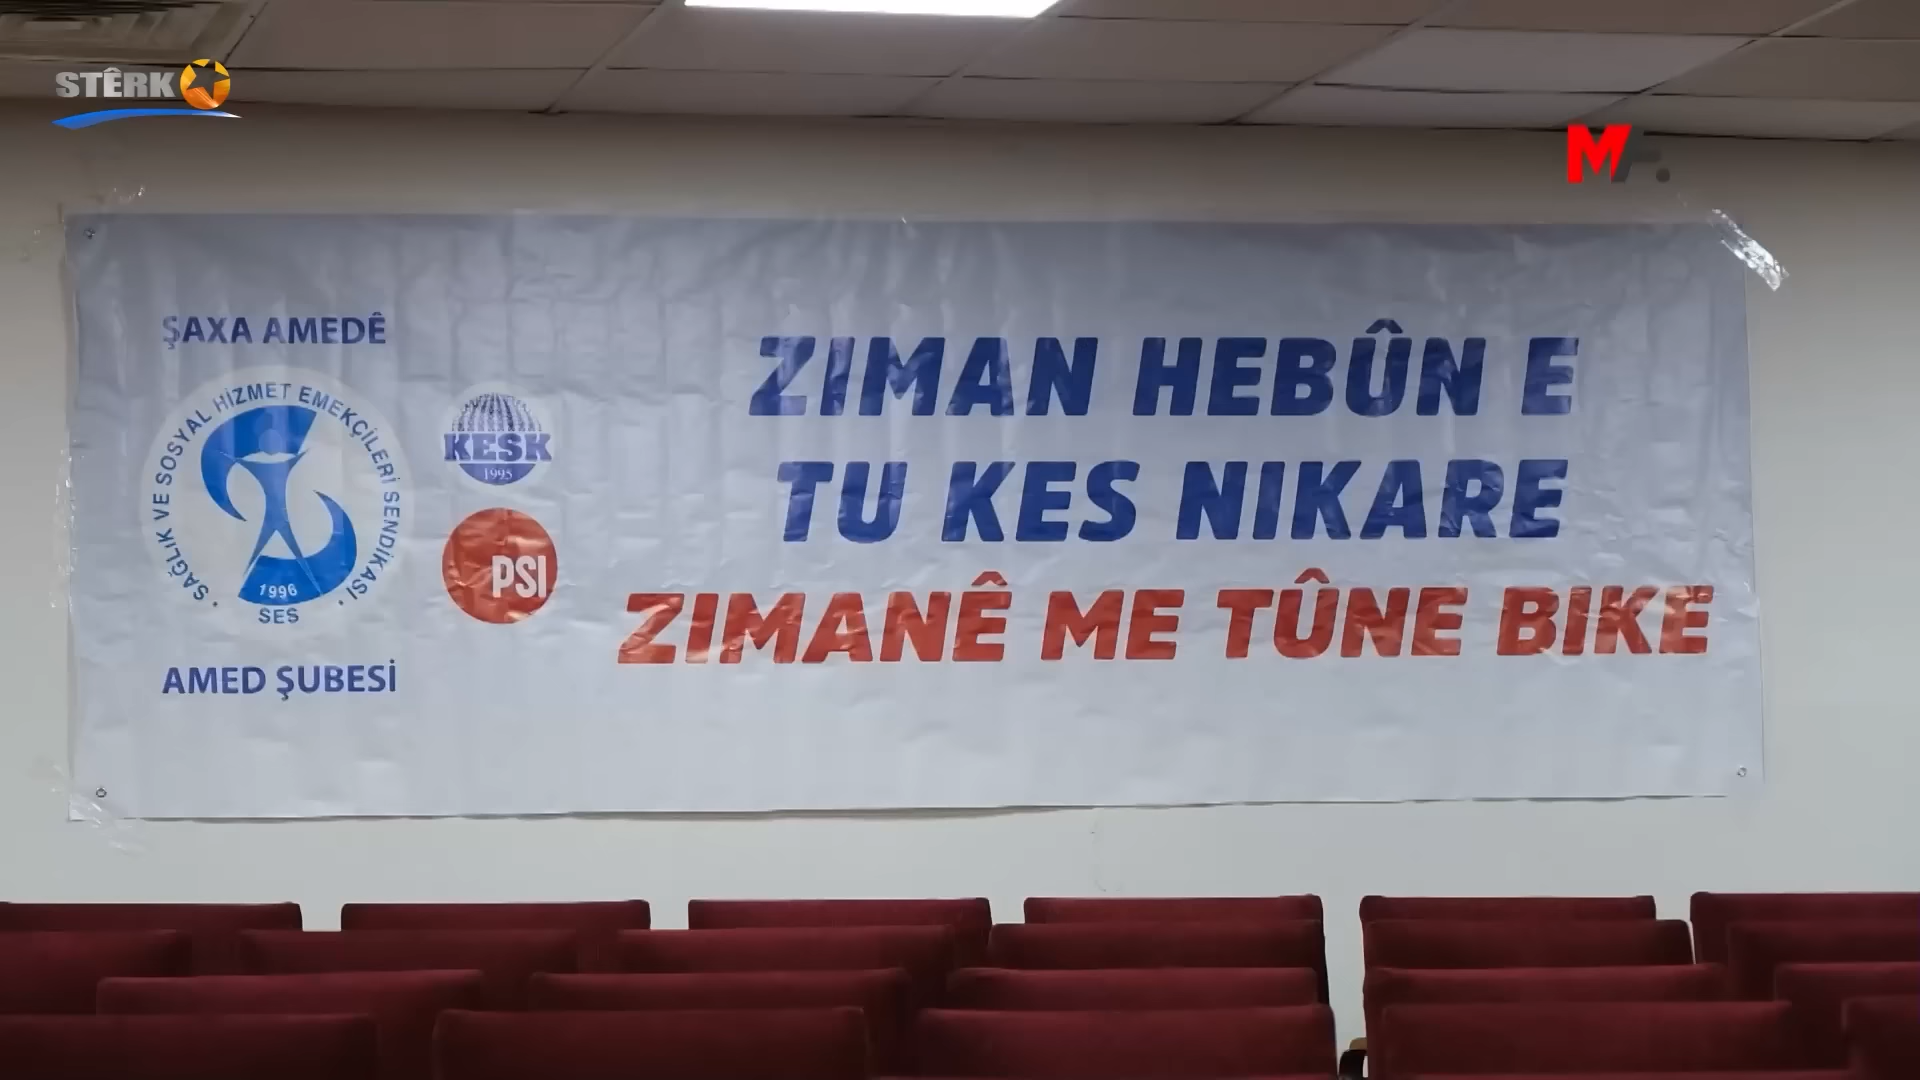 STÊRK
MA.
ŞAXA AMEDÊ
SAĞLIK VE SOSYAL HİZMET EMEKÇİLERİ SENDİKASI
1996
SES
AMED ŞUBESİ
KESK
1995
PSI
ZIMAN HEBÛN E
TU KES NIKARE
ZIMANÊ ME TÛNE BIKE